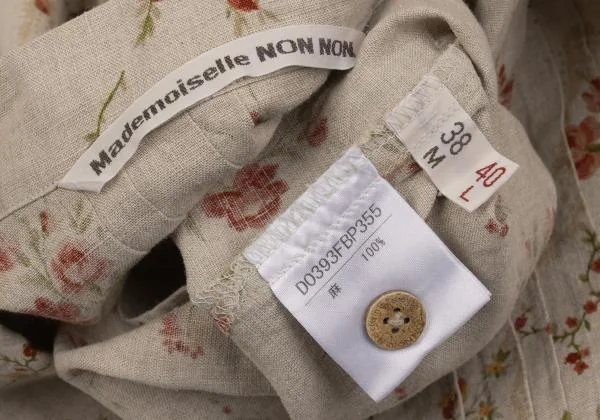 Mademoiselle NON NON
38
M
40
L
D0393FBP355
麻 100%